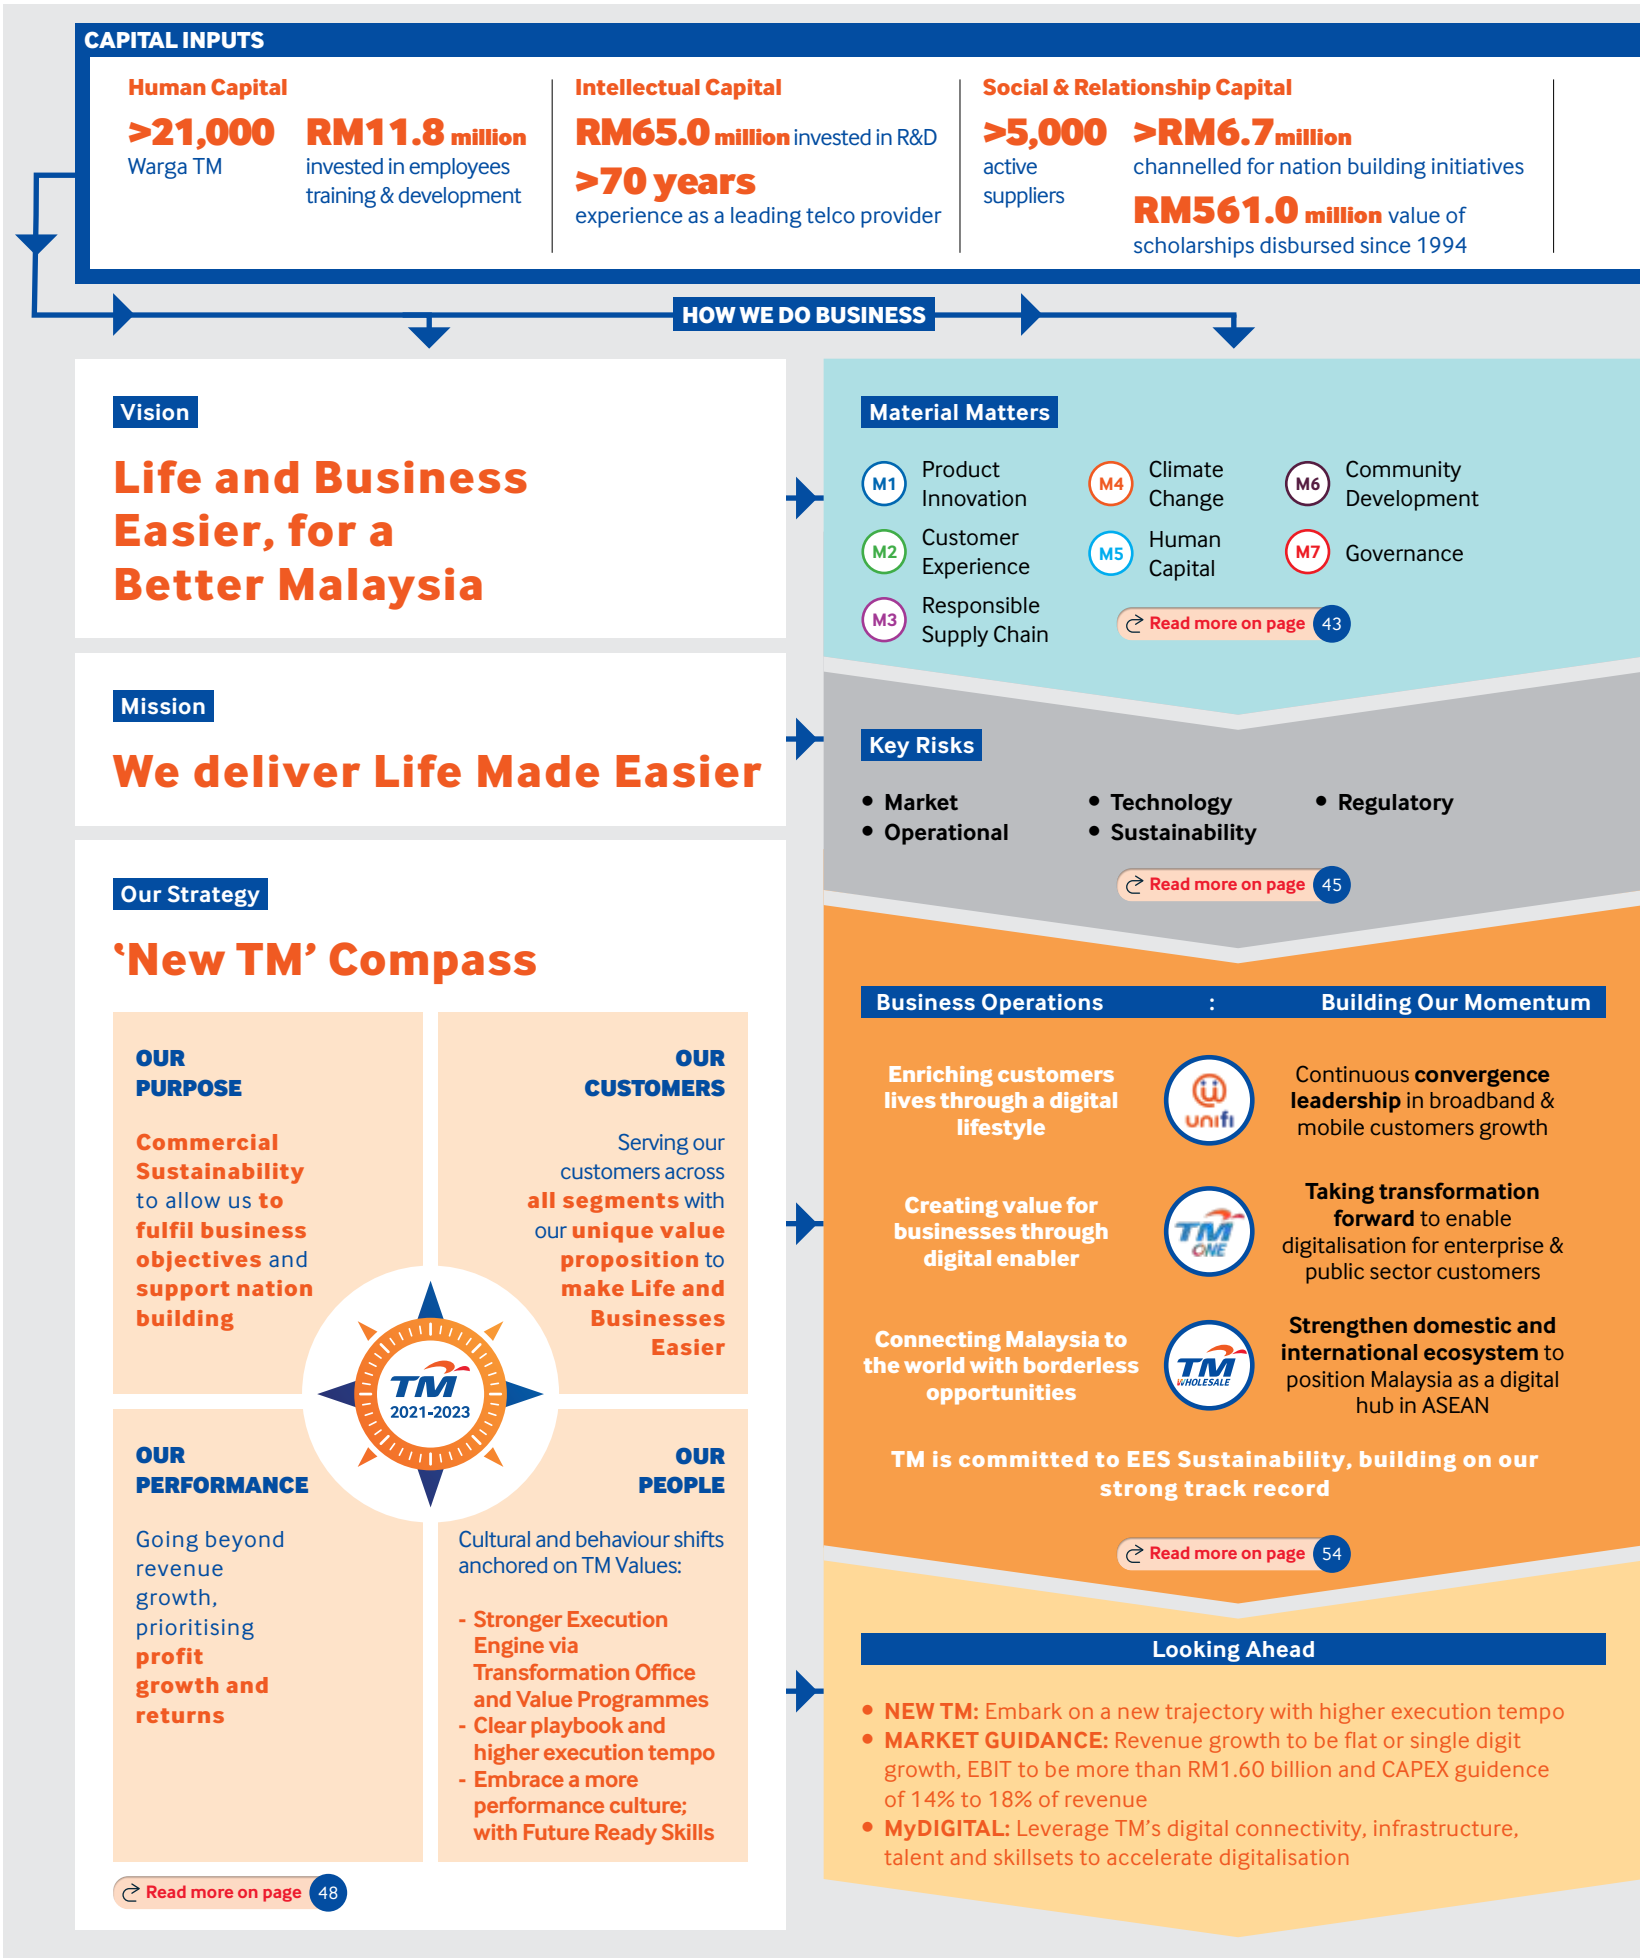 CAPITAL INPUTS
Human Capital
>21,000
Warga TM
RM11.8 million
invested in employees
training & development
Intellectual Capital
RM65.0 million invested in R&D
>70 years
experience as a leading telco provider
Social & Relationship Capital
>5,000
active
suppliers
>RM6.7 million
channelled for nation building initiatives
RM561.0 million value of
scholarships disbursed since 1994
HOW WE DO BUSINESS
Vision
Life and Business
Easier, for a
Better Malaysia
Mission
We deliver Life Made Easier
Our Strategy
‘New TM’ Compass
OUR
PURPOSE
Commercial
Sustainability
to allow us to
fulfil business
objectives and
support nation
building
OUR
CUSTOMERS
Serving our
customers across
all segments with
our unique value
proposition to
make Life and
Businesses
Easier
TM
2021-2023
OUR
PERFORMANCE
Going beyond
revenue
growth,
prioritising
profit
growth and
returns
OUR
PEOPLE
Cultural and behaviour shifts
anchored on TM Values:
- Stronger Execution
Engine via
Transformation Office
and Value Programmes
- Clear playbook and
higher execution tempo
- Embrace a more
performance culture;
with Future Ready Skills
Read more on page 48
Material Matters
M1 Product
Innovation
M2 Customer
Experience
M3 Responsible
Supply Chain
M4 Climate
Change
M5 Human
Capital
M6 Community
Development
M7 Governance
Read more on page 43
Key Risks
• Market
• Operational
• Technology
• Sustainability
• Regulatory
Read more on page 45
Business Operations : Building Our Momentum
Enriching customers
lives through a digital
lifestyle
unifi
Continuous convergence
leadership in broadband &
mobile customers growth
Creating value for
businesses through
digital enabler
TM
ONE
Taking transformation
forward to enable
digitalisation for enterprise &
public sector customers
Connecting Malaysia to
the world with borderless
opportunities
TM
WHOLESALE
Strengthen domestic and
international ecosystem to
position Malaysia as a digital
hub in ASEAN
TM is committed to EES Sustainability, building on our
strong track record
Read more on page 54
Looking Ahead
• NEW TM: Embark on a new trajectory with higher execution tempo
• MARKET GUIDANCE: Revenue growth to be flat or single digit
growth, EBIT to be more than RM1.60 billion and CAPEX guidence
of 14% to 18% of revenue
• MyDIGITAL: Leverage TM’s digital connectivity, infrastructure,
talent and skillsets to accelerate digitalisation